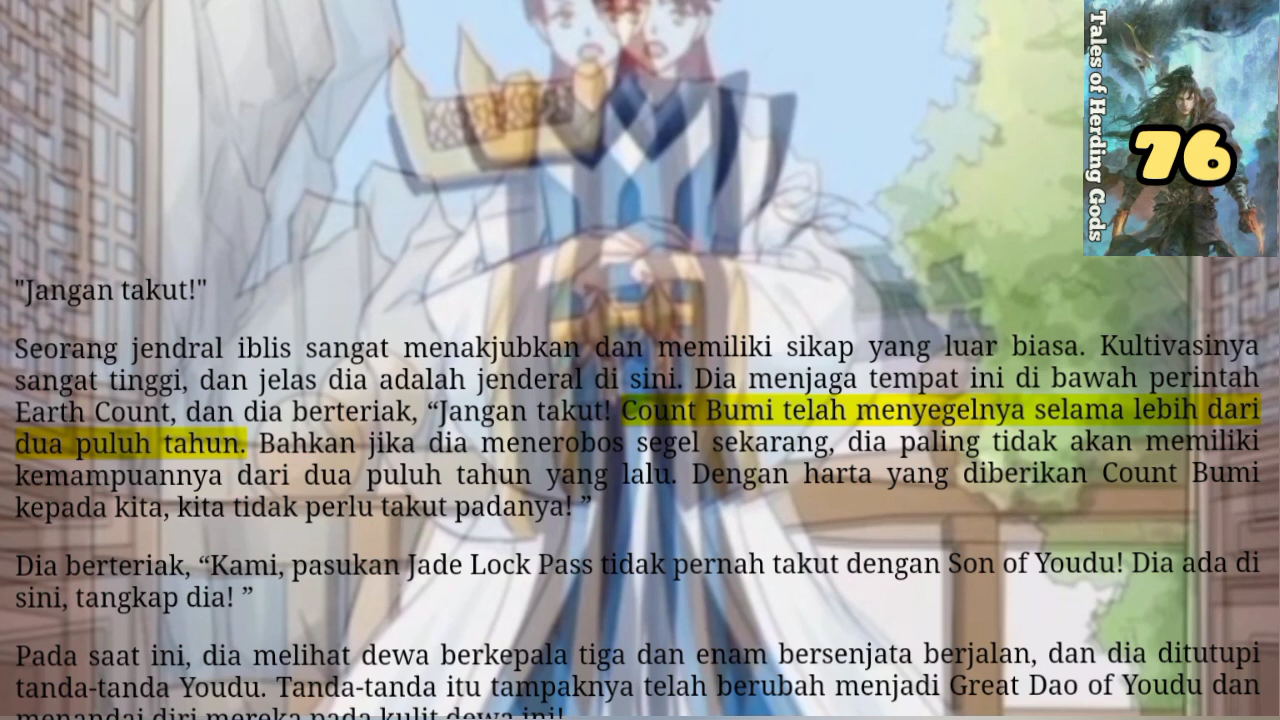 Tales of Herding Gods
76
"Jangan takut!"
Seorang jendral iblis sangat menakjubkan dan memiliki sikap yang luar biasa. Kultivasinya
sangat tinggi, dan jelas dia adalah jenderal di sini. Dia menjaga tempat ini di bawah perintah
Earth Count, dan dia berteriak, “Jangan takut! Count Bumi telah menyegelnya selama lebih dari
dua puluh tahun. Bahkan jika dia menerobos segel sekarang, dia paling tidak akan memiliki
kemampuannya dari dua puluh tahun yang lalu. Dengan harta yang diberikan Count Bumi
kepada kita, kita tidak perlu takut padanya! ”
Dia berteriak, “Kami, pasukan Jade Lock Pass tidak pernah takut dengan Son of Youdu! Dia ada di
sini, tangkap dia! ”
Pada saat ini, dia melihat dewa berkepala tiga dan enam bersenjata berjalan, dan dia ditutupi
tanda-tanda Youdu. Tanda-tanda itu tampaknya telah berubah menjadi Great Dao of Youdu dan
menandai diri mereka pada kulit dewa ini!